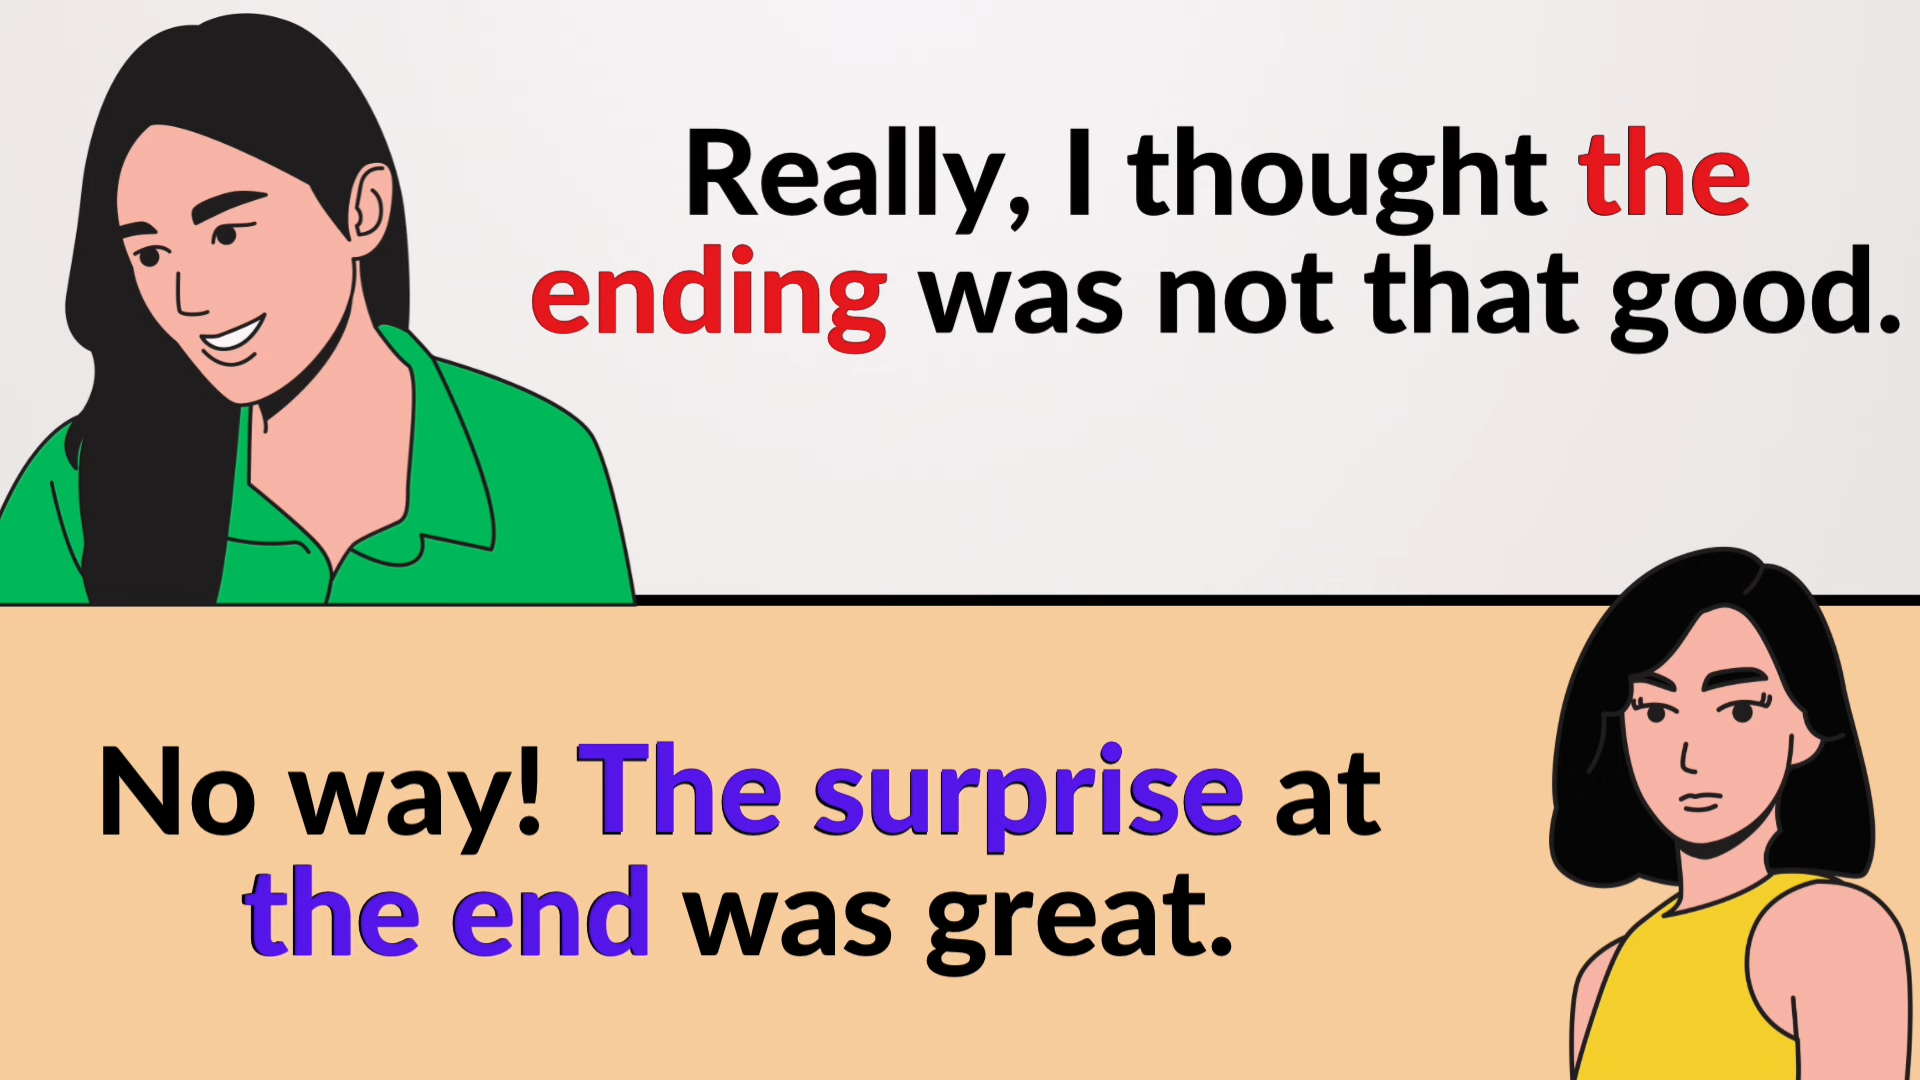 Really, I thought the
ending was not that good.
No way! The surprise at
the end was great.